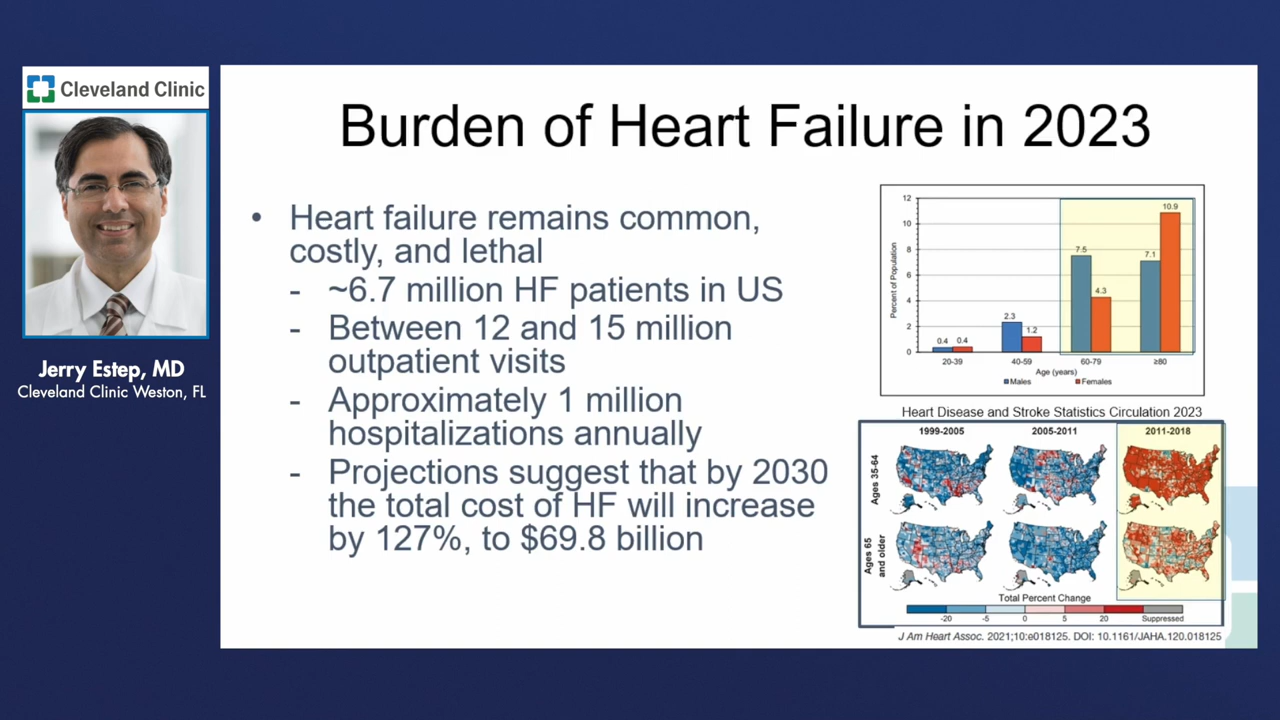 Cleveland Clinic
Jerry Estep, MD
Cleveland Clinic Weston, FL
Burden of Heart Failure in 2023
• Heart failure remains common,
costly, and lethal
- ~6.7 million HF patients in US
- Between 12 and 15 million
outpatient visits
- Approximately 1 million
hospitalizations annually
- Projections suggest that by 2030
the total cost of HF will increase
by 127%, to $69.8 billion
Percent of Population
12
10
8
6
4
2
0
0.4 0.4
2.3 1.2
7.5 4.3
7.1 10.9
20-39 40-59 60-79 ≥80
Age (years)
Males Females
Heart Disease and Stroke Statistics Circulation 2023
1999-2005 2005-2011 2011-2018
Ages 35-64
Ages 65
and older
Total Percent Change
-20 -5 0 5 20 Suppressed
J Am Heart Assoc. 2021;10:e018125. DOI: 10.1161/JAHA.120.018125